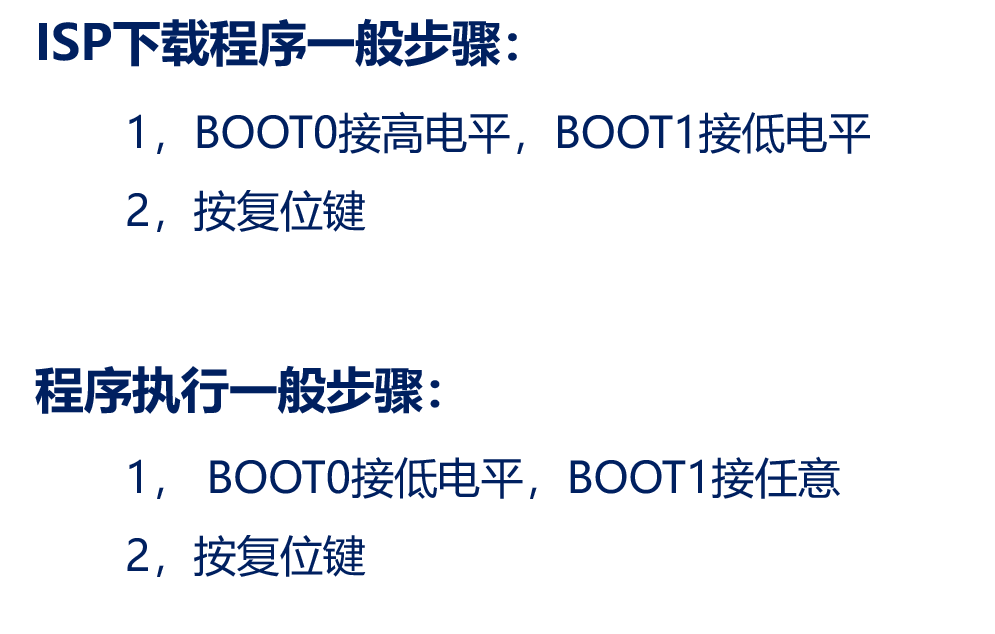 ISP下载程序一般步骤：
1，BOOT0接高电平，BOOT1接低电平
2，按复位键
程序执行一般步骤：
1， BOOT0接低电平，BOOT1接任意
2，按复位键